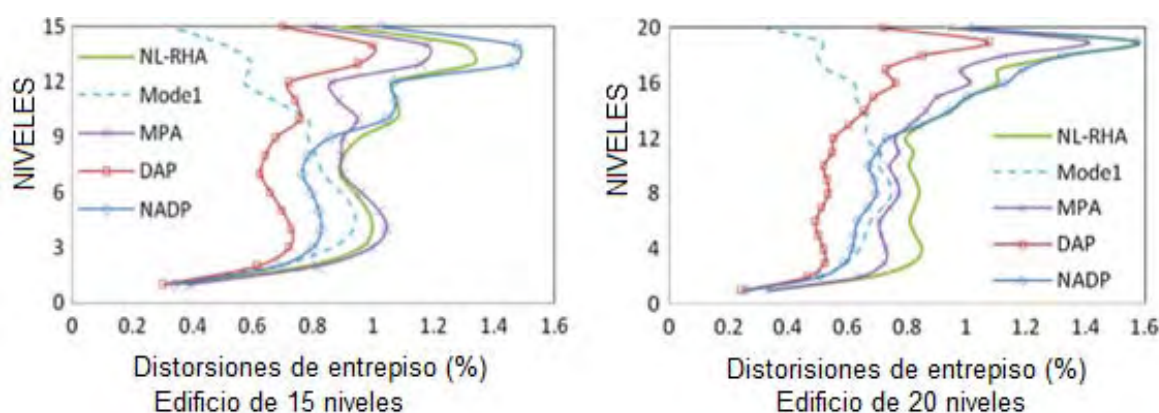 NIVELES
15
12
9
6
3
0
NL-RHA
Mode1
MPA
DAP
NADP
0 0.2 0.4 0.6 0.8 1 1.2 1.4 1.6
Distorsiones de entrepiso (%)
Edificio de 15 niveles
NIVELES
20
16
12
8
4
0
NL-RHA
Mode1
MPA
DAP
NADP
0 0.2 0.4 0.6 0.8 1 1.2 1.4 1.6
Distorisiones de entrepiso (%)
Edificio de 20 niveles